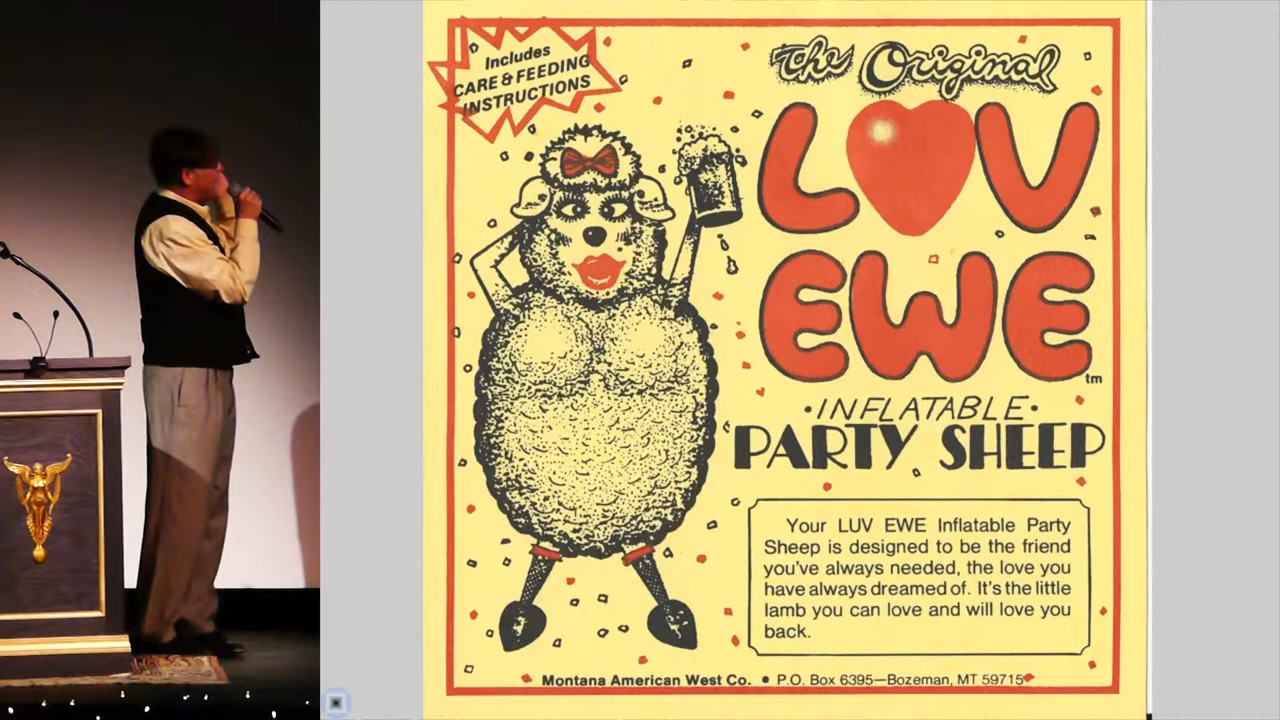 Includes
CARE & FEEDING
INSTRUCTIONS
The Original
LOV
EWE
tm
•INFLATABLE•
PARTY SHEEP
Your LUV EWE Inflatable Party
Sheep is designed to be the friend
you've always needed, the love you
have always dreamed of. It's the little
lamb you can love and will love you
back.
Montana American West Co. • P.O. Box 6395—Bozeman, MT 59715